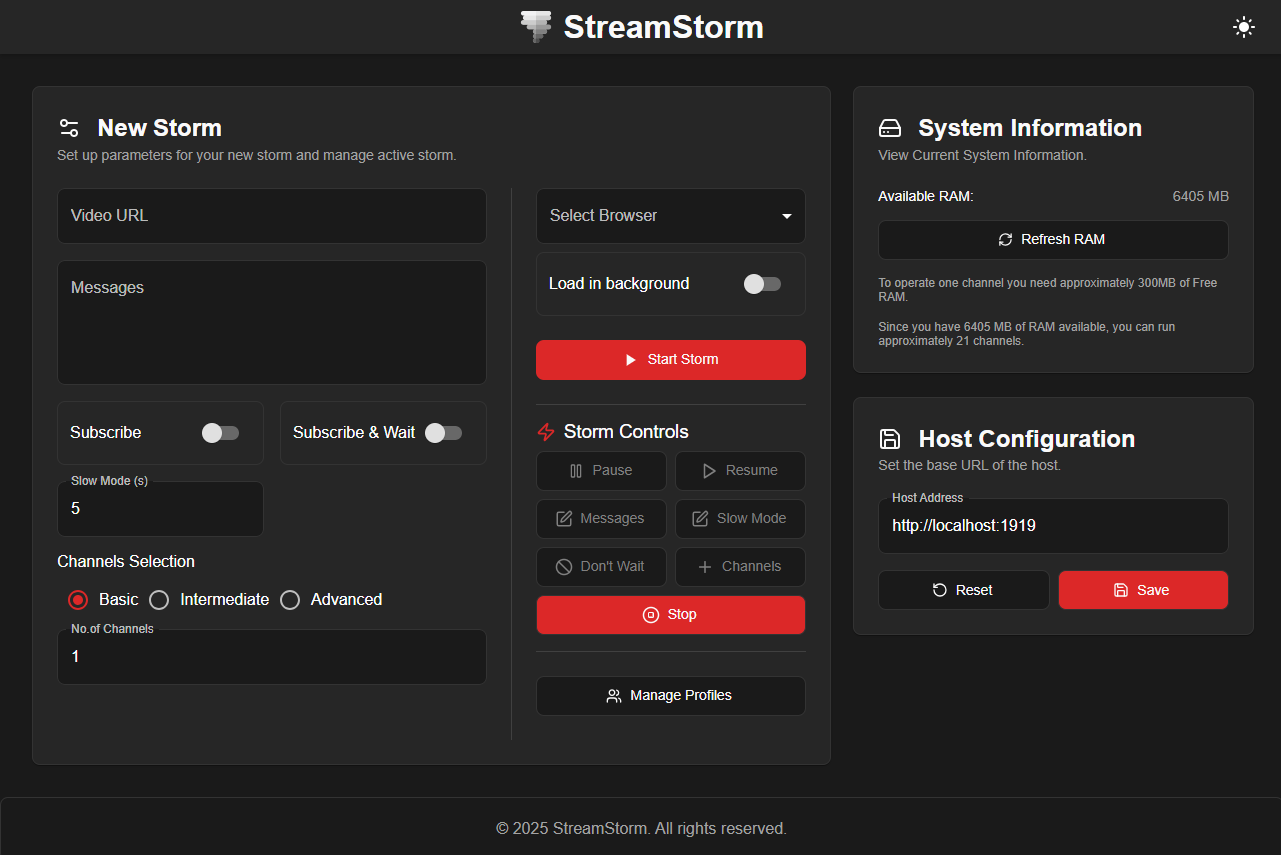 StreamStorm
New Storm
Set up parameters for your new storm and manage active storm.
Video URL
Messages
Subscribe
Subscribe & Wait
Slow Mode (s)
5
Channels Selection
Basic
Intermediate
Advanced
No.of Channels
1
Select Browser
Load in background
Start Storm
Storm Controls
Pause
Resume
Messages
Slow Mode
Don't Wait
Channels
Stop
Manage Profiles
System Information
View Current System Information.
Available RAM:
6405 MB
Refresh RAM
To operate one channel you need approximately 300MB of Free
RAM.
Since you have 6405 MB of RAM available, you can run
approximately 21 channels.
Host Configuration
Set the base URL of the host.
Host Address
http://localhost:1919
Reset
Save
© 2025 StreamStorm. All rights reserved.